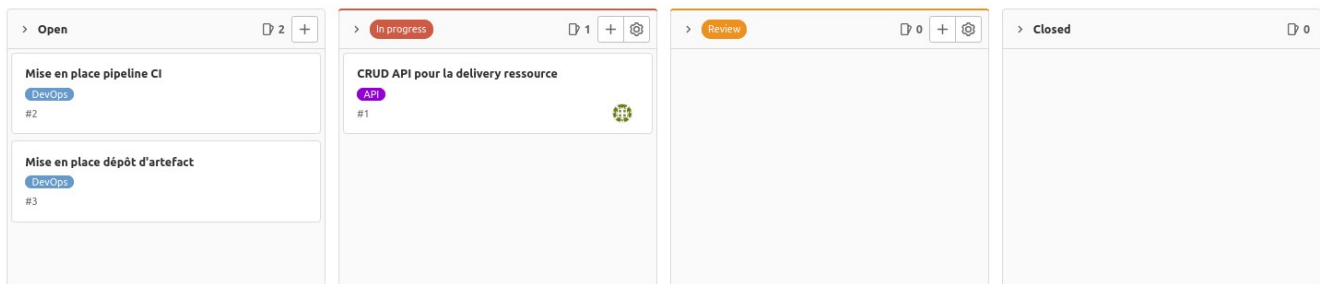 Open 2
Mise en place pipeline CI
DevOps
#2
Mise en place dépôt d'artefact
DevOps
#3
In progress 1
CRUD API pour la delivery ressource
API
#1
Review 0
Closed 0